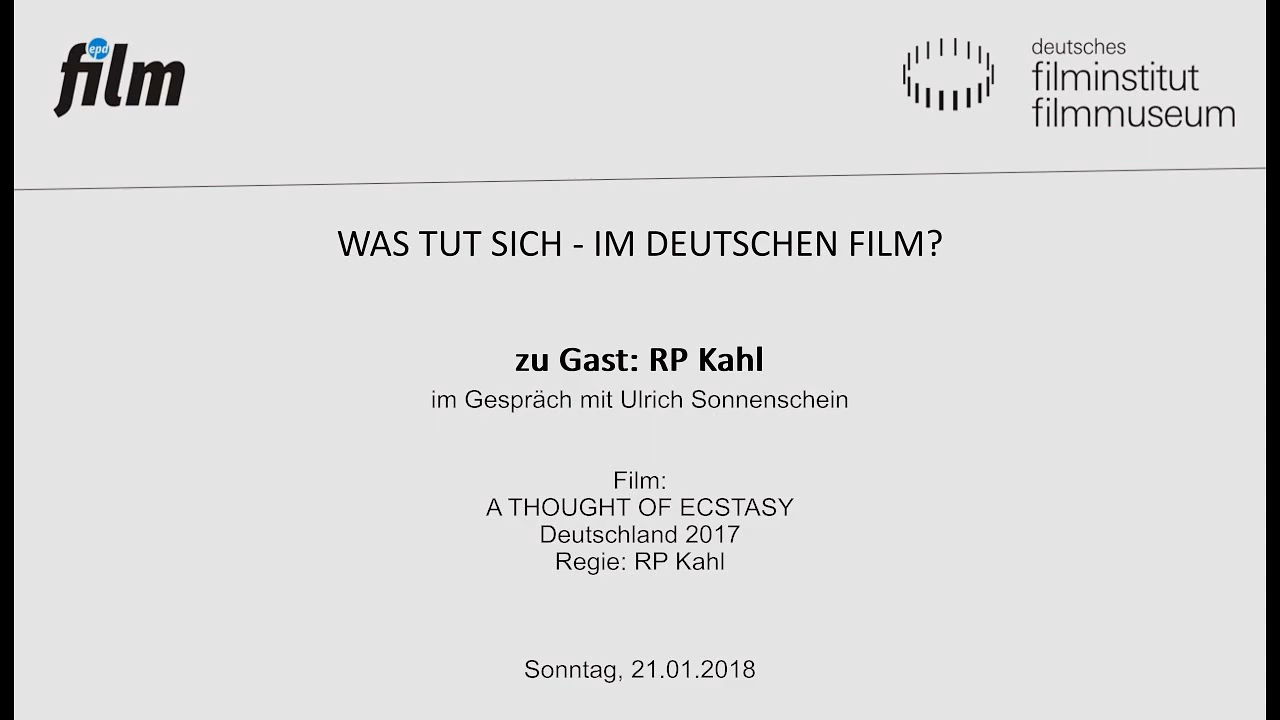 epd
film
deutsches
filminstitut
filmmuseum
WAS TUT SICH - IM DEUTSCHEN FILM?
zu Gast: RP Kahl
im Gespräch mit Ulrich Sonnenschein
Film:
A THOUGHT OF ECSTASY
Deutschland 2017
Regie: RP Kahl
Sonntag, 21.01.2018